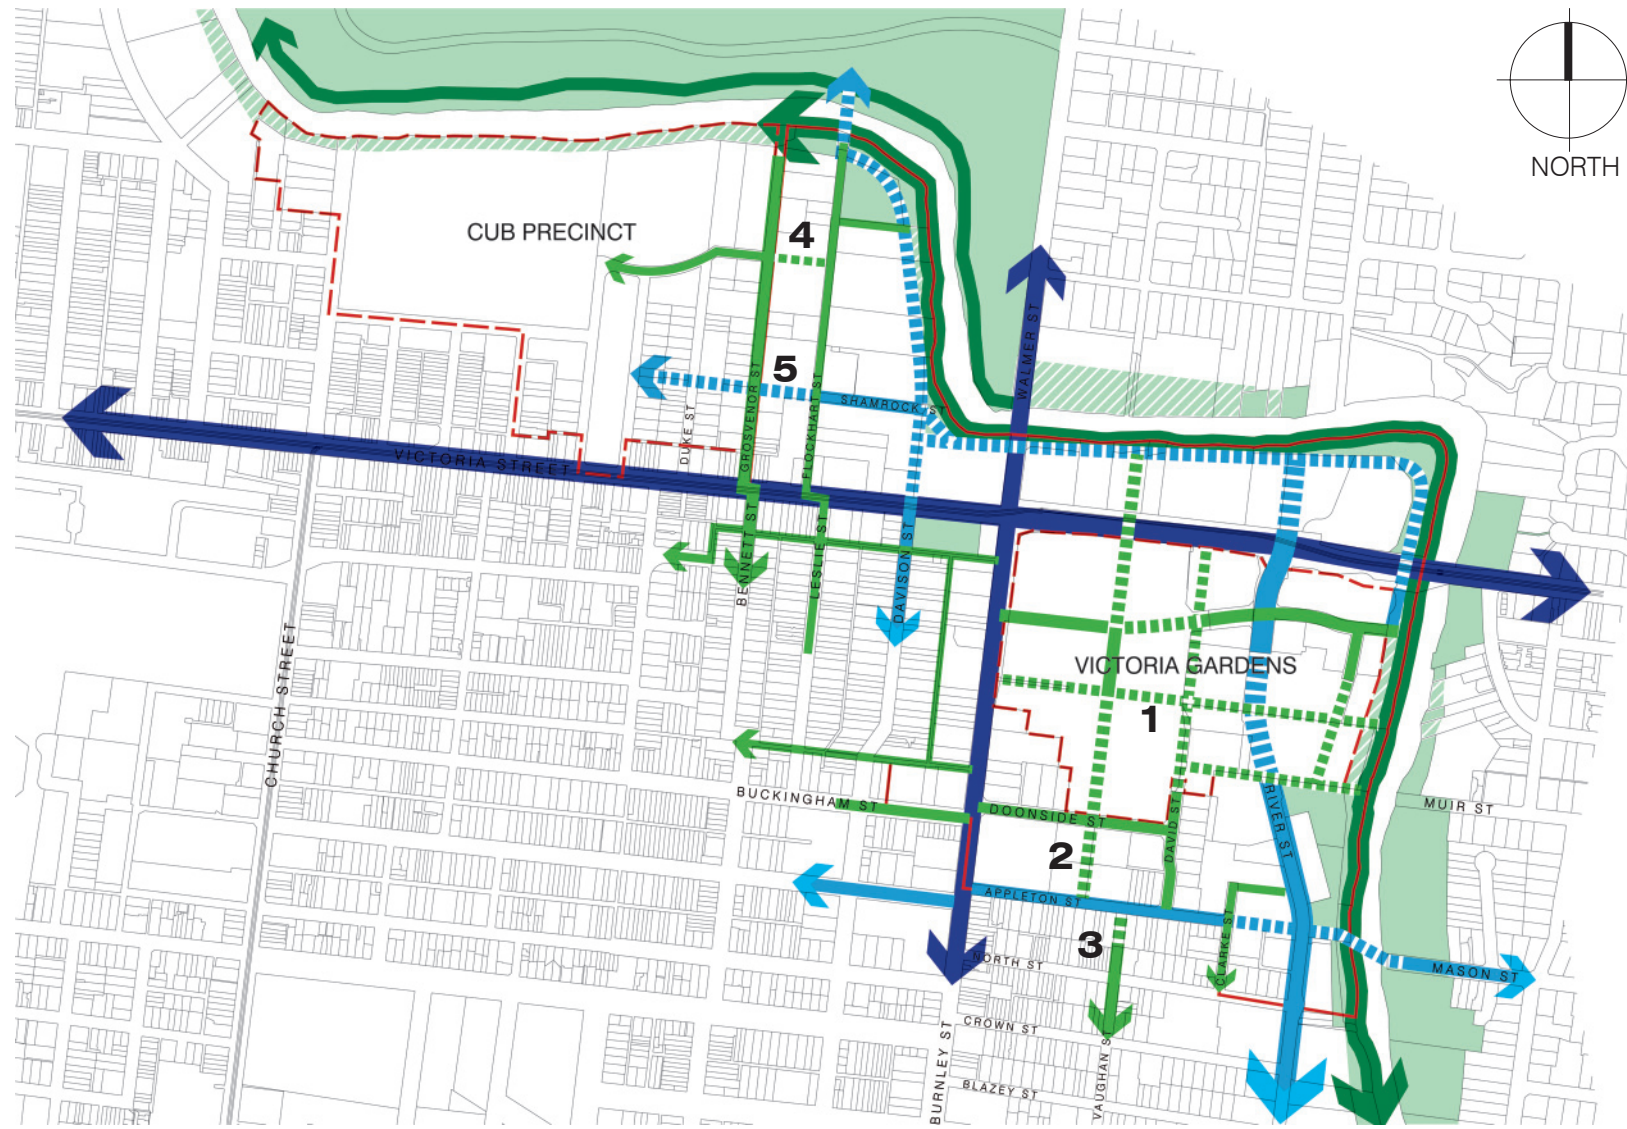 NORTH
CUB PRECINCT
4
WALMER ST
5
GROSVENOR ST
FLOCKHART ST
SHAMROCK ST
DUKE ST
VICTORIA STREET
BENNETT ST
LESLIE ST
DAVISON ST
CHURCH STREET
VICTORIA GARDENS
1
BUCKINGHAM ST
DOONSIDE ST
DAVID ST
RIVER ST
MUIR ST
2
APPLETON ST
3
CLARKE ST
NORTH ST
MASON ST
CROWN ST
BURNLEY ST
VAUGHAN ST
BLAZEY ST